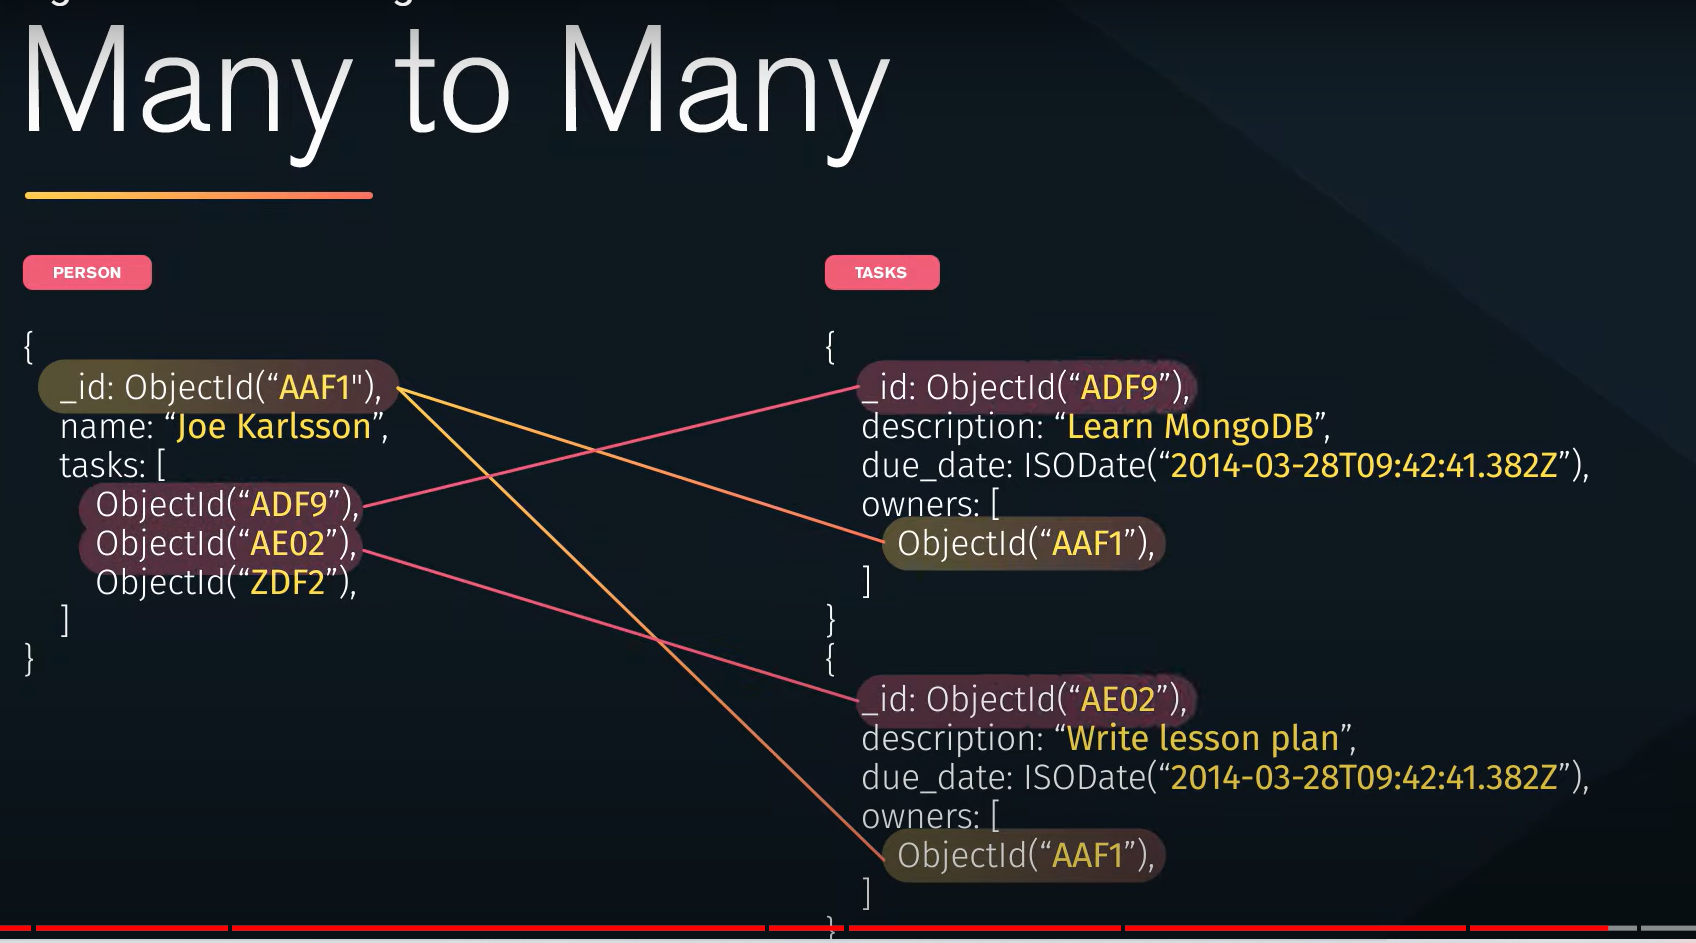 Many to Many
PERSON
{
_id: ObjectId(“AAF1"),
name: “Joe Karlsson”,
tasks: [
ObjectId(“ADF9”),
ObjectId(“AE02”),
ObjectId(“ZDF2”),
]
}
TASKS
{
_id: ObjectId(“ADF9”),
description: “Learn MongoDB”,
due_date: ISODate(“2014-03-28T09:42:41.382Z”),
owners: [
ObjectId(“AAF1”),
]
}
{
_id: ObjectId(“AE02”),
description: “Write lesson plan”,
due_date: ISODate(“2014-03-28T09:42:41.382Z”),
owners: [
ObjectId(“AAF1”),
]
}